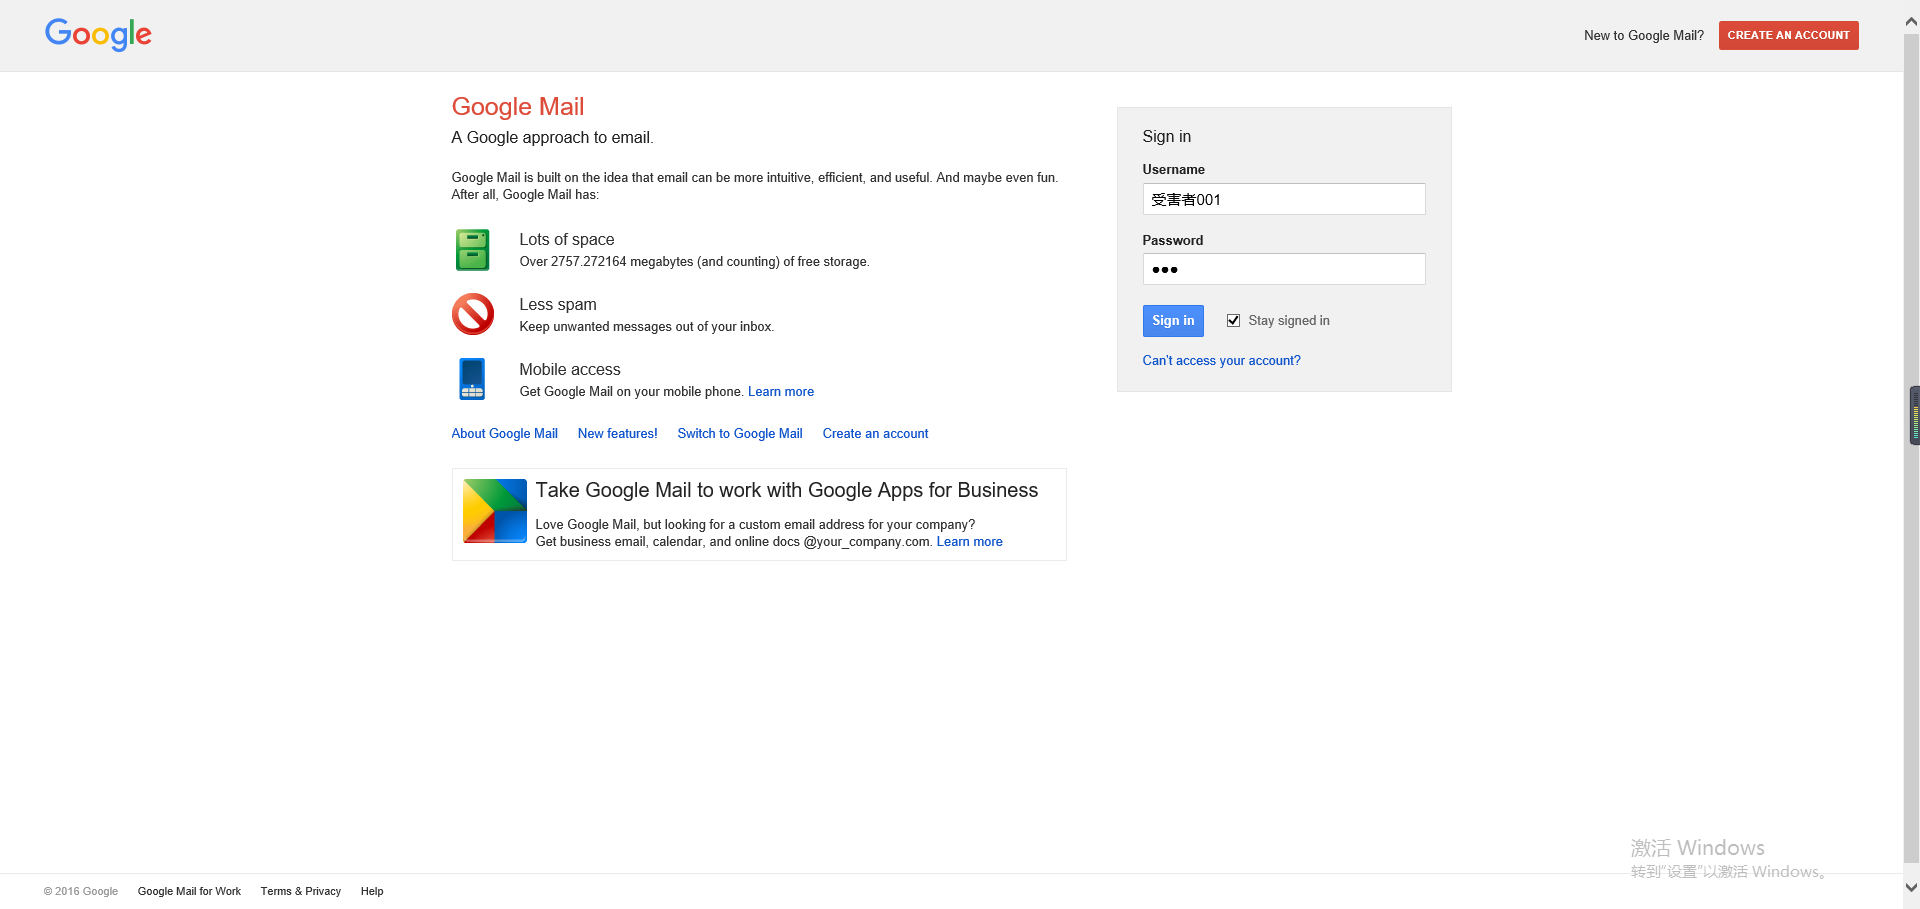 Google
New to Google Mail? CREATE AN ACCOUNT
Google Mail
A Google approach to email.
Google Mail is built on the idea that email can be more intuitive, efficient, and useful. And maybe even fun.
After all, Google Mail has:
Lots of space
Over 2757.272164 megabytes (and counting) of free storage.
Less spam
Keep unwanted messages out of your inbox.
Mobile access
Get Google Mail on your mobile phone. Learn more
About Google Mail New features! Switch to Google Mail Create an account
Take Google Mail to work with Google Apps for Business
Love Google Mail, but looking for a custom email address for your company?
Get business email, calendar, and online docs @your_company.com. Learn more
Sign in
Username
受害者001
Password
●●●
Sign in Stay signed in
Can't access your account?
激活 Windows
转到“设置”以激活 Windows。
© 2016 Google Google Mail for Work Terms & Privacy Help